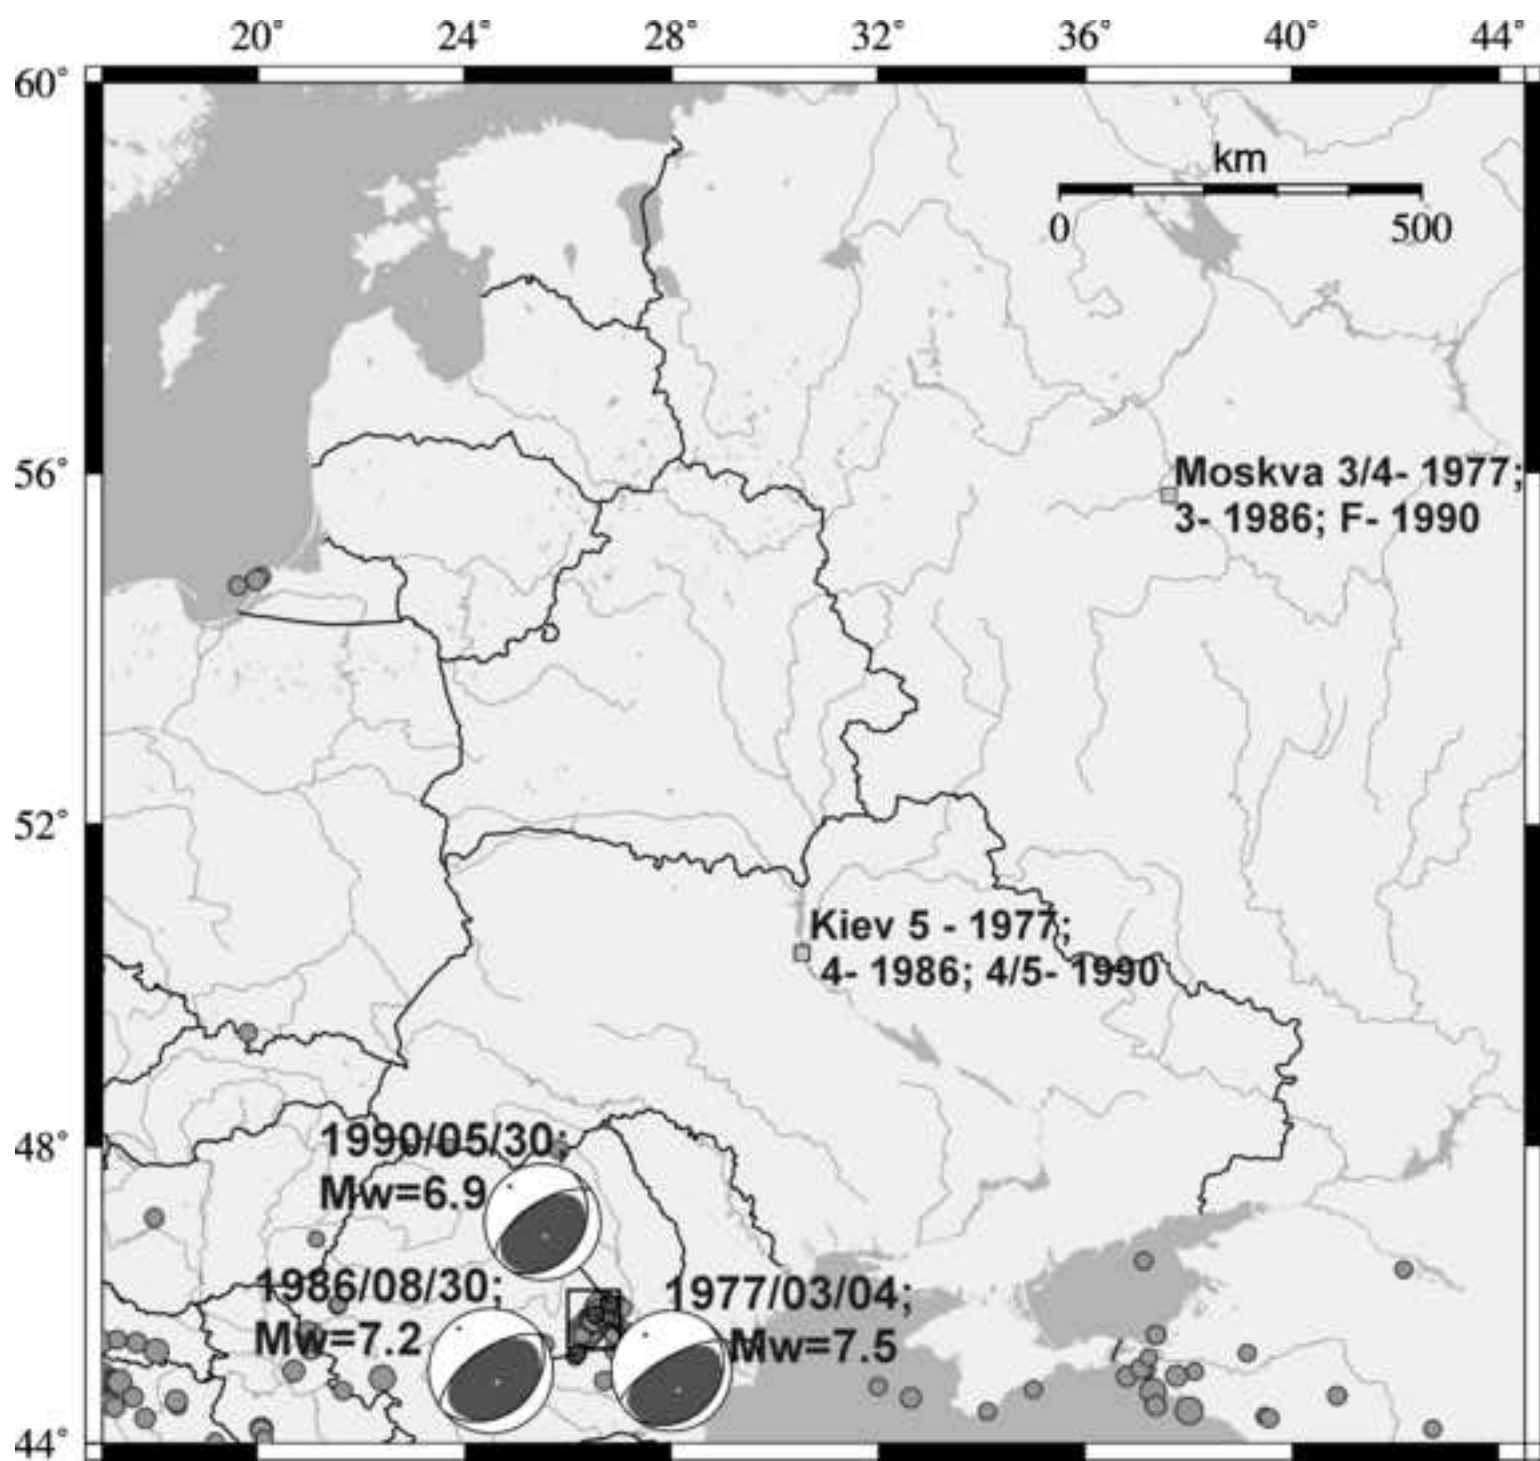 20° 24° 28° 32° 36° 40° 44°
60°
km
0 500
56°
Moskva 3/4- 1977;
3- 1986; F- 1990
52°
Kiev 5 - 1977;
4- 1986; 4/5- 1990
48°
1990/05/30;
Mw=6.9
1986/08/30;
Mw=7.2
1977/03/04;
Mw=7.5
44°